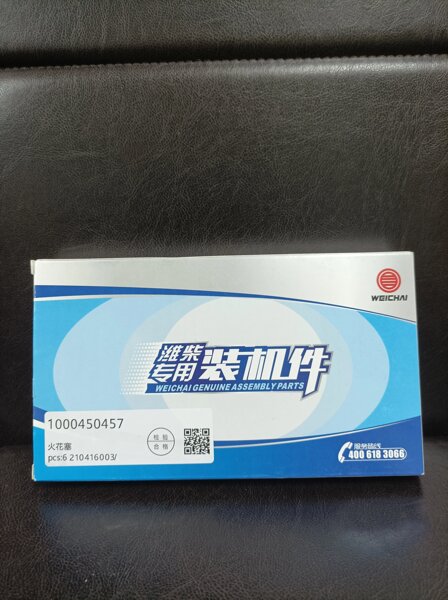 WEICHAI
潍柴
专用
装机件
WEICHAI GENUINE ASSEMBLY PARTS
1000450457
火花塞
pcs:6 210416003/
检验
合格
服务热线
400 618 3066